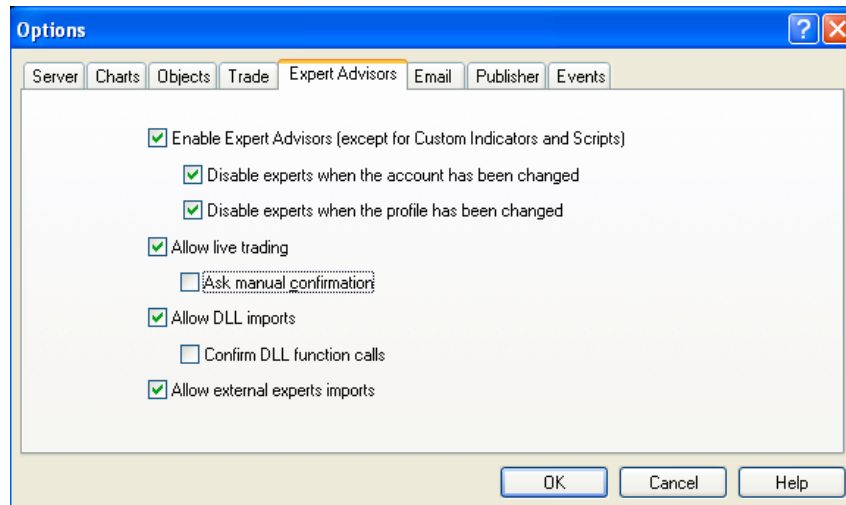 Options
Server Charts Objects Trade Expert Advisors Email Publisher Events
Enable Expert Advisors (except for Custom Indicators and Scripts)
Disable experts when the account has been changed
Disable experts when the profile has been changed
Allow live trading
Ask manual confirmation
Allow DLL imports
Confirm DLL function calls
Allow external experts imports
OK Cancel Help